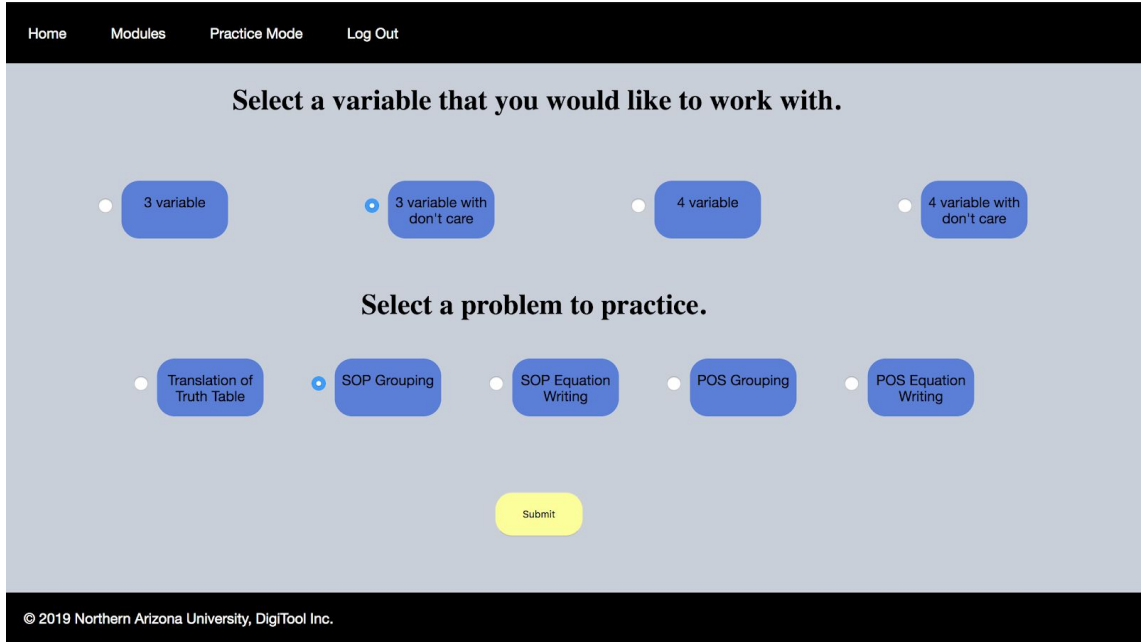 Home Modules Practice Mode Log Out
Select a variable that you would like to work with.
3 variable
3 variable with
don't care
4 variable
4 variable with
don't care
Select a problem to practice.
Translation of
Truth Table
SOP Grouping
SOP Equation
Writing
POS Grouping
POS Equation
Writing
Submit
© 2019 Northern Arizona University, DigiTool Inc.